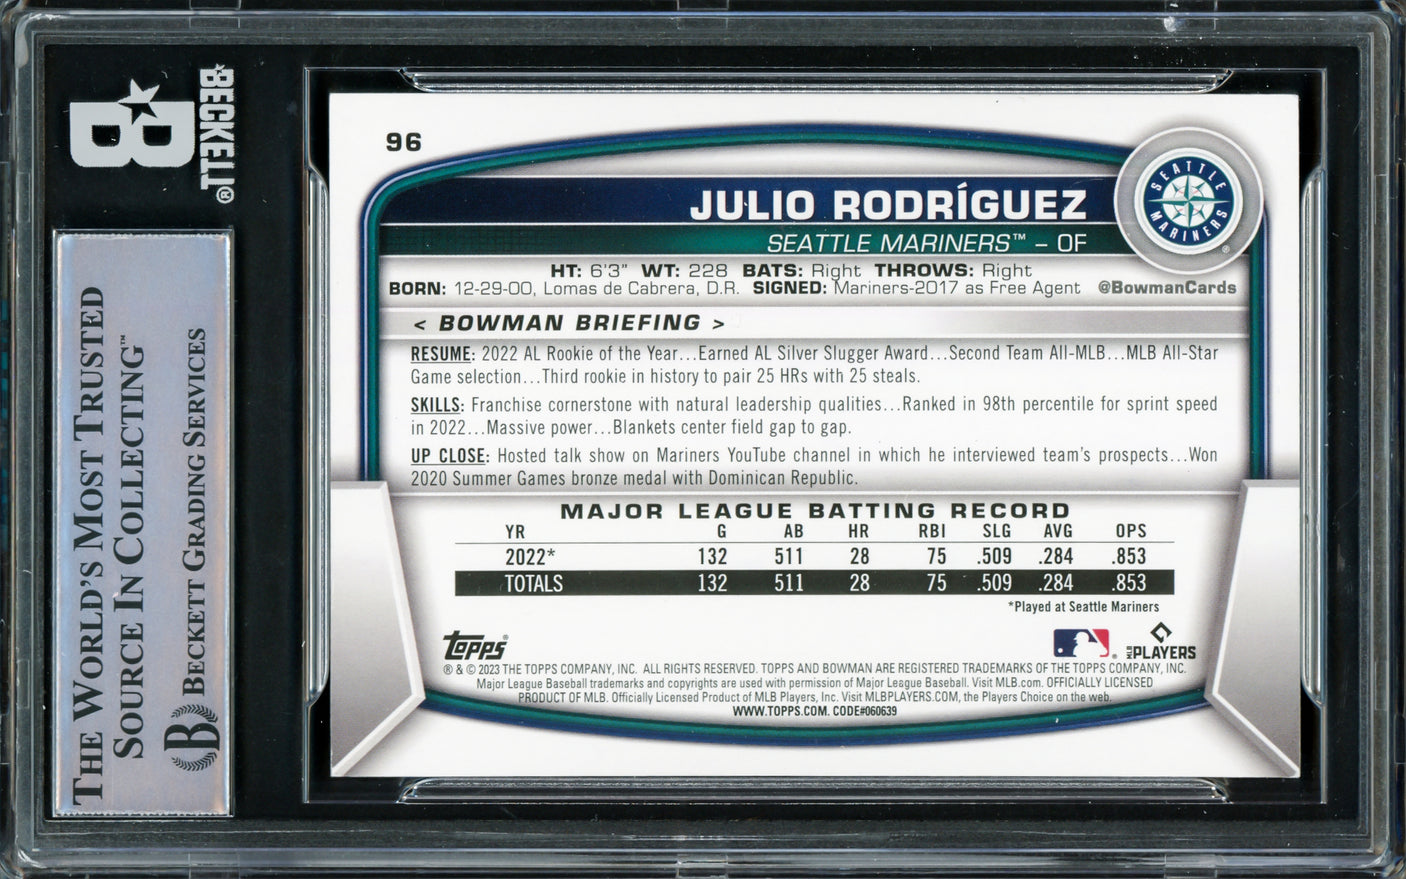 BECKELL®
THE WORLD'S MOST TRUSTED
SOURCE IN COLLECTING™
BECKETT GRADING SERVICES
96
JULIO RODRÍGUEZ
SEATTLE MARINERS™ – OF
SEATTLE
MARINERS
®
HT: 6'3" WT: 228 BATS: Right THROWS: Right
BORN: 12-29-00, Lomas de Cabrera, D.R. SIGNED: Mariners-2017 as Free Agent @BowmanCards
< BOWMAN BRIEFING >
RESUME: 2022 AL Rookie of the Year...Earned AL Silver Slugger Award...Second Team All-MLB...MLB All-Star
Game selection...Third rookie in history to pair 25 HRs with 25 steals.
SKILLS: Franchise cornerstone with natural leadership qualities...Ranked in 98th percentile for sprint speed
in 2022...Massive power...Blankets center field gap to gap.
UP CLOSE: Hosted talk show on Mariners YouTube channel in which he interviewed team's prospects...Won
2020 Summer Games bronze medal with Dominican Republic.
MAJOR LEAGUE BATTING RECORD
YR G AB HR RBI SLG AVG OPS
2022* 132 511 28 75 .509 .284 .853
TOTALS 132 511 28 75 .509 .284 .853
*Played at Seattle Mariners
Topps® MLB PLAYERS
® & © 2023 THE TOPPS COMPANY, INC. ALL RIGHTS RESERVED. TOPPS AND BOWMAN ARE REGISTERED TRADEMARKS OF THE TOPPS COMPANY, INC.
Major League Baseball trademarks and copyrights are used with permission of Major League Baseball. Visit MLB.com. OFFICIALLY LICENSED
PRODUCT OF MLB. Officially Licensed Product of MLB Players, Inc. Visit MLBPLAYERS.COM, the Players Choice on the web.
WWW.TOPPS.COM. CODE#060639